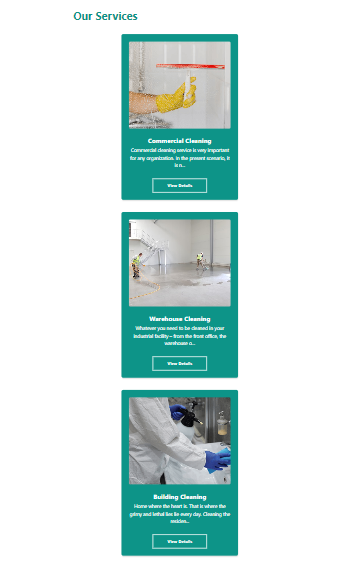 Our Services
Commercial Cleaning
Commercial cleaning service is very important
for any organization. In the present scenario, it
is n...
View Details
Warehouse Cleaning
Whatever you need to be cleaned in your
industrial facility – from the front office, the
warehouse o...
View Details
Building Cleaning
Home where the heart is. That is where the
grimy and lethal lies lie every day. Cleaning the
residen...
View Details